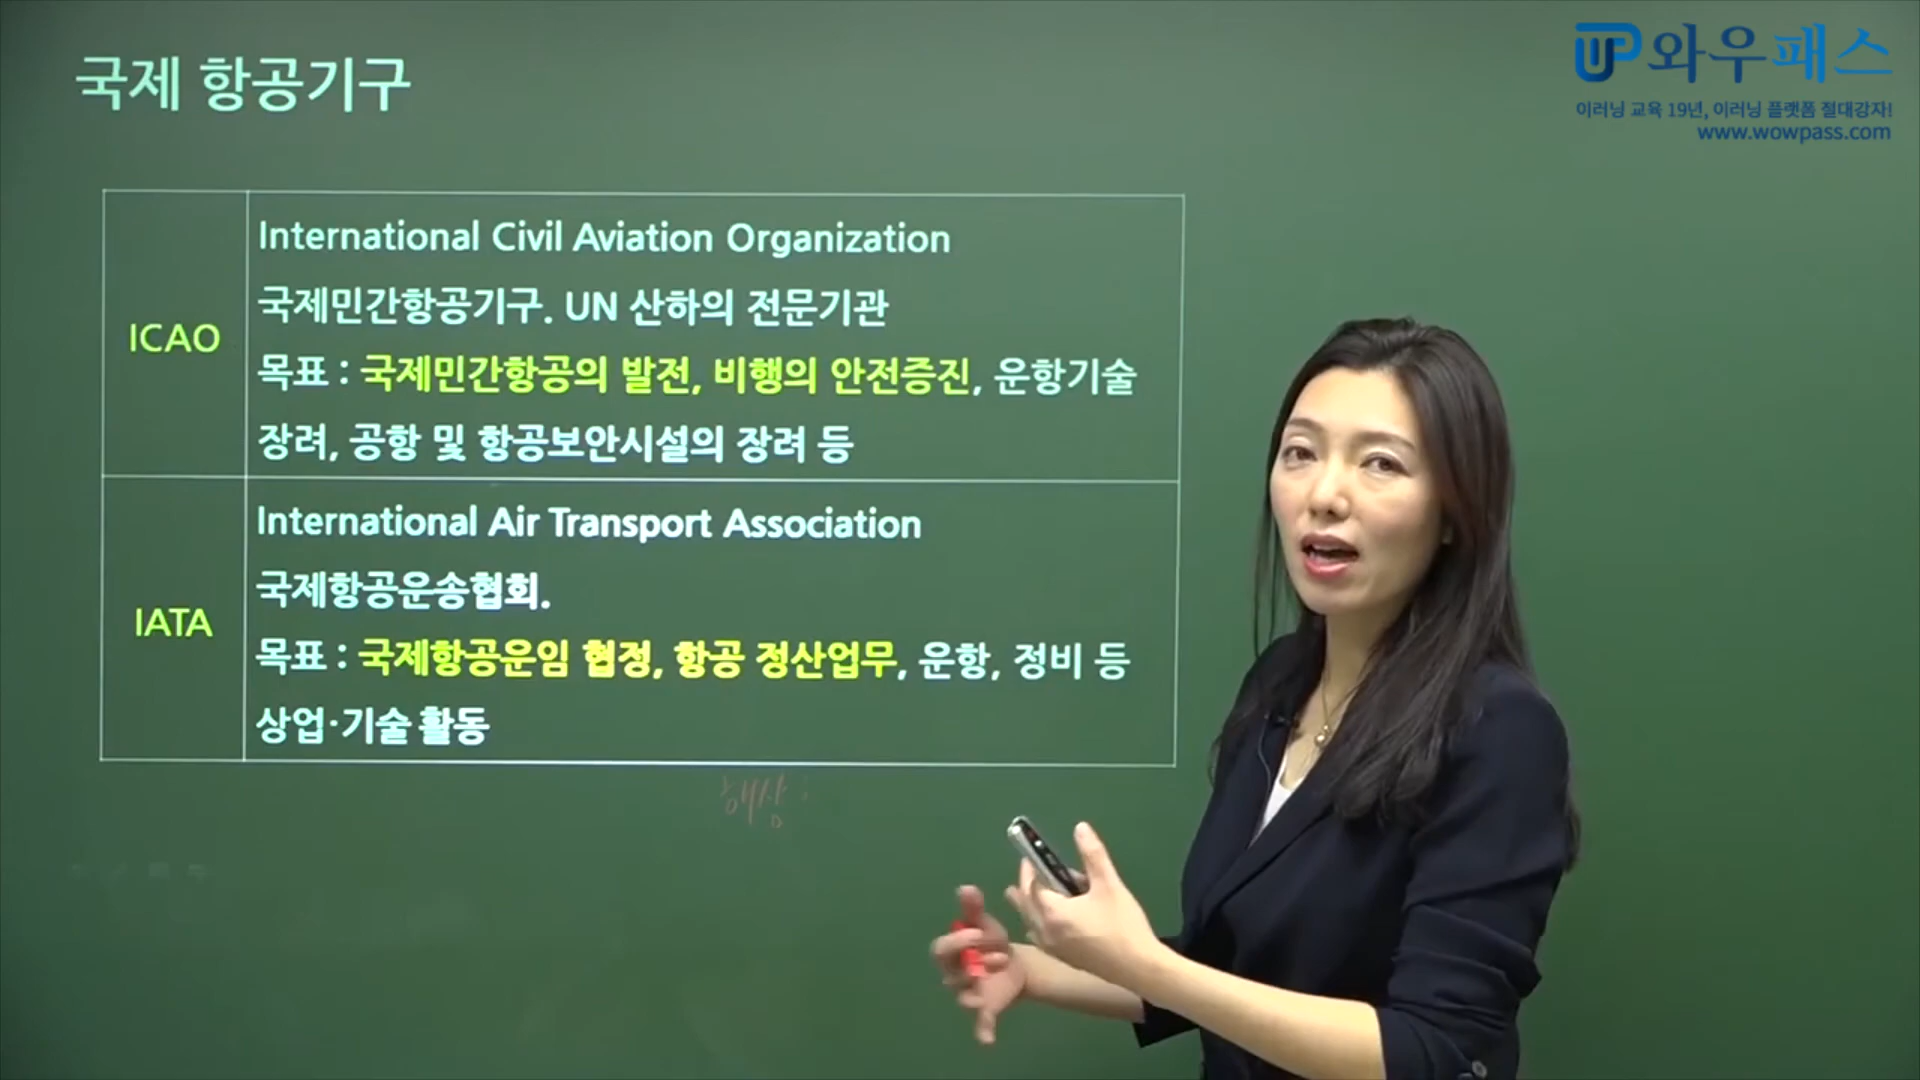 국제 항공기구
와우패스
이러닝 교육 19년, 이러닝 플랫폼 절대강자!
www.wowpass.com
ICAO
International Civil Aviation Organization
국제민간항공기구. UN 산하의 전문기관
목표 : 국제민간항공의 발전, 비행의 안전증진, 운항기술
장려, 공항 및 항공보안시설의 장려 등
IATA
International Air Transport Association
국제항공운송협회.
목표 : 국제항공운임 협정, 항공 정산업무, 운항, 정비 등
상업·기술 활동
해상 :